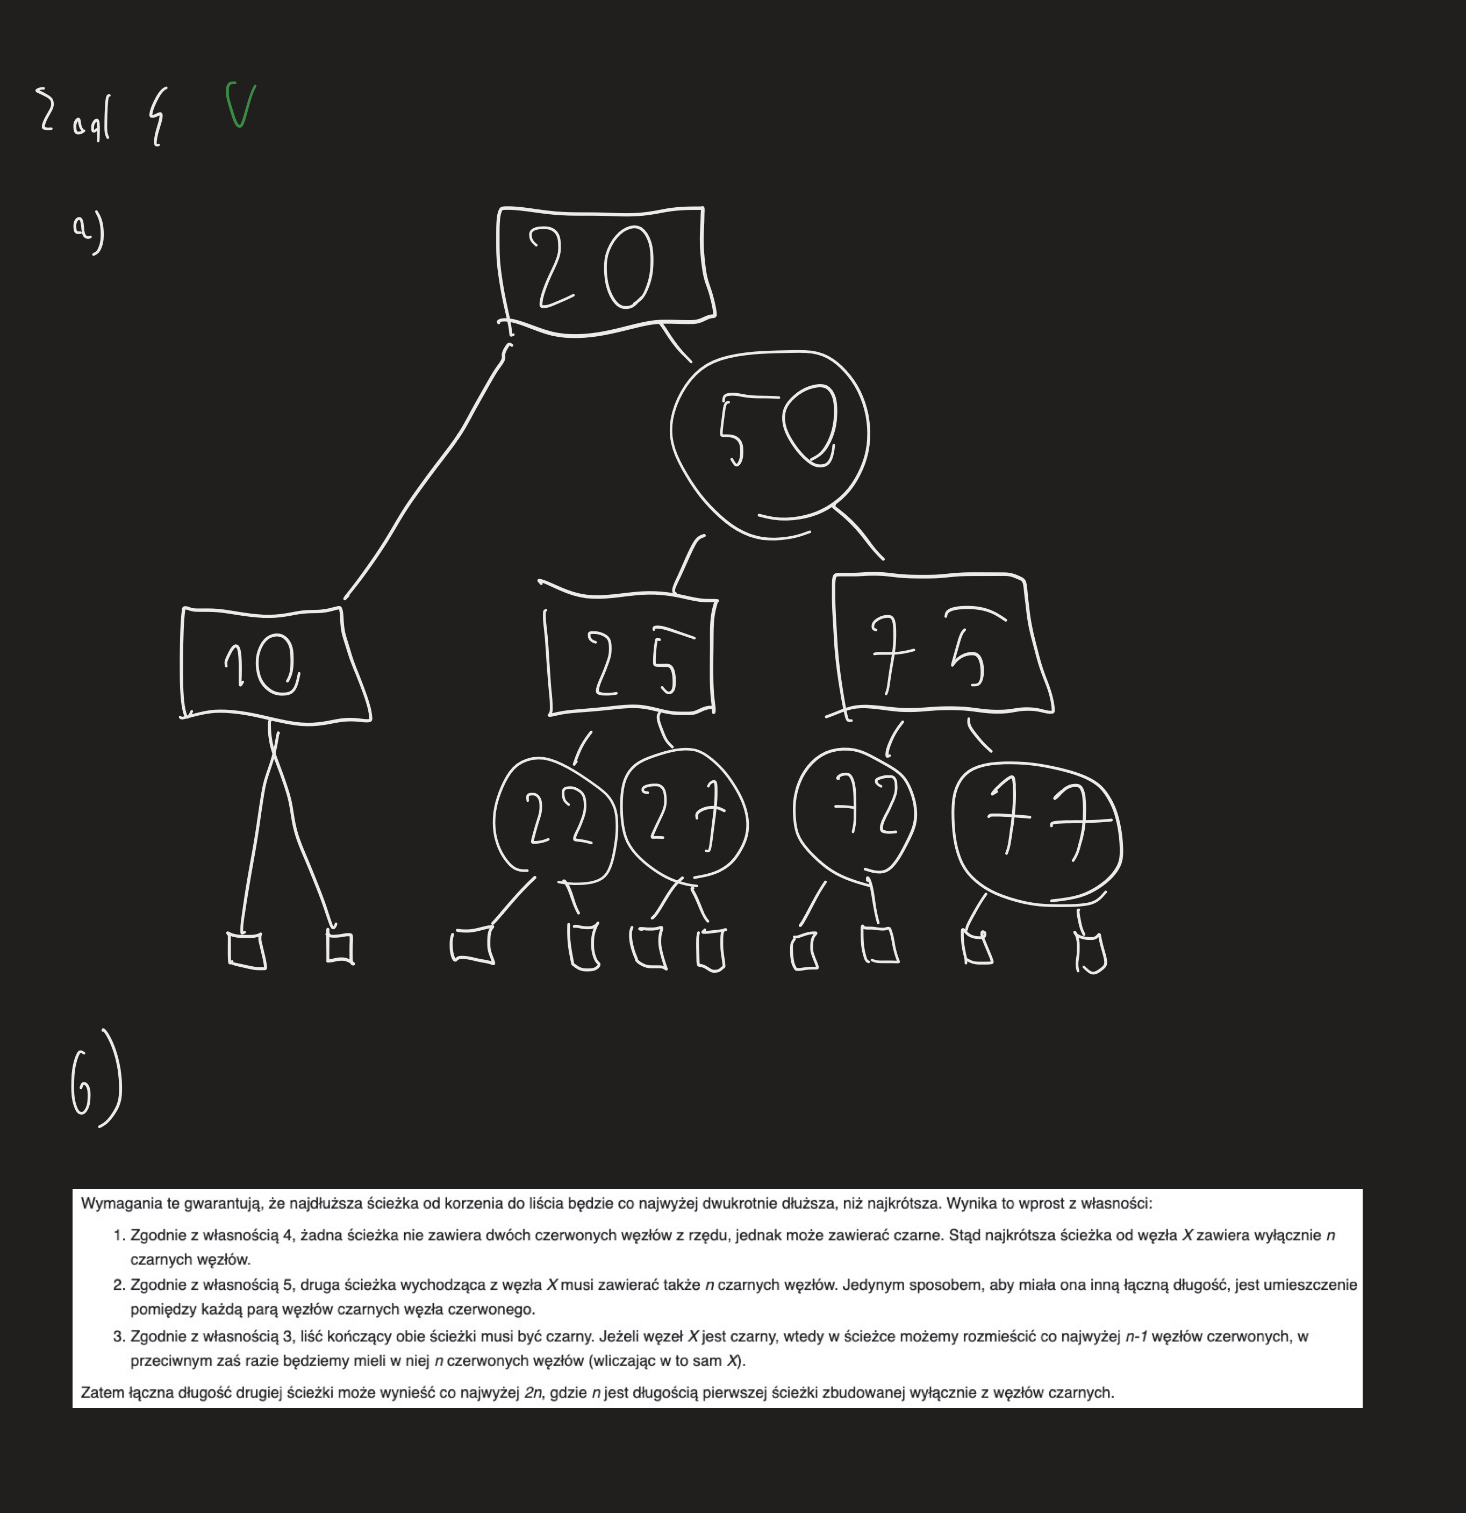 Zad 4 V
a)
20
50
10 25 75
22 27 72 77
b)
Wymagania te gwarantują, że najdłuższa ścieżka od korzenia do liścia będzie co najwyżej dwukrotnie dłuższa, niż najkrótsza. Wynika to wprost z własności:
1. Zgodnie z własnością 4, żadna ścieżka nie zawiera dwóch czerwonych węzłów z rzędu, jednak może zawierać czarne. Stąd najkrótsza ścieżka od węzła X zawiera wyłącznie n
czarnych węzłów.
2. Zgodnie z własnością 5, druga ścieżka wychodząca z węzła X musi zawierać także n czarnych węzłów. Jedynym sposobem, aby miała ona inną łączną długość, jest umieszczenie
pomiędzy każdą parą węzłów czarnych węzła czerwonego.
3. Zgodnie z własnością 3, liść kończący obie ścieżki musi być czarny. Jeżeli węzeł X jest czarny, wtedy w ścieżce możemy rozmieścić co najwyżej n-1 węzłów czerwonych, w
przeciwnym zaś razie będziemy mieli w niej n czerwonych węzłów (wliczając w to sam X).
Zatem łączna długość drugiej ścieżki może wynieść co najwyżej 2n, gdzie n jest długością pierwszej ścieżki zbudowanej wyłącznie z węzłów czarnych.